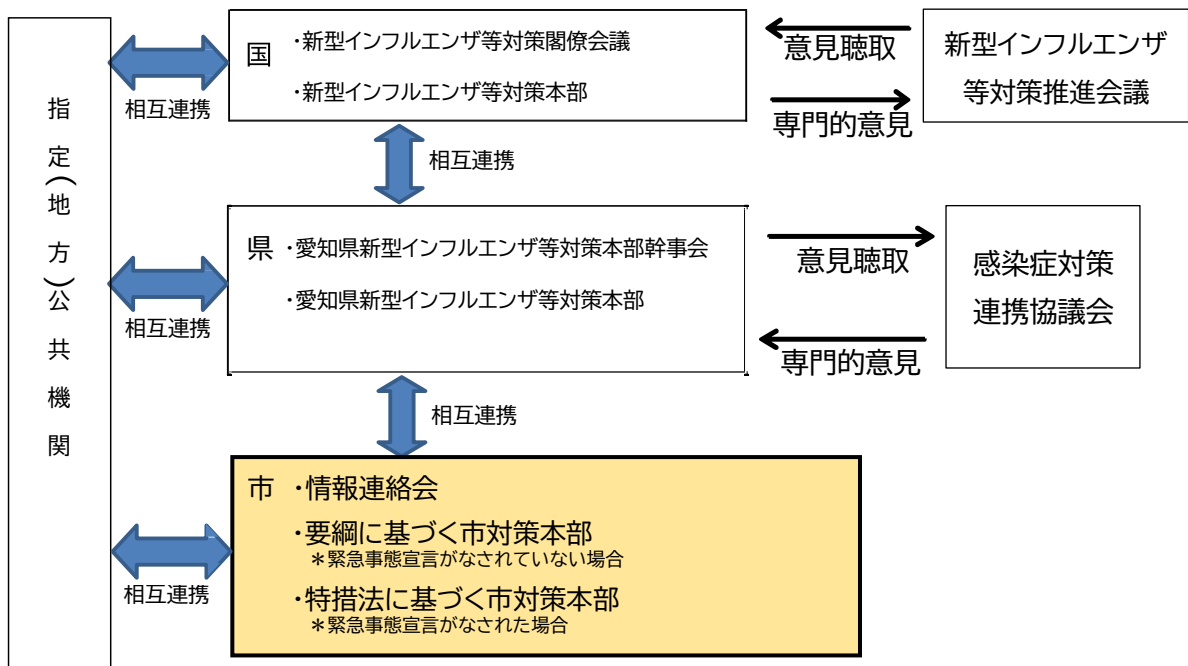 指定(地方)公共機関
相互連携
国
・新型インフルエンザ等対策閣僚会議
・新型インフルエンザ等対策本部
意見聴取
専門的意見
新型インフルエンザ
等対策推進会議
相互連携
相互連携
県
・愛知県新型インフルエンザ等対策本部幹事会
・愛知県新型インフルエンザ等対策本部
意見聴取
専門的意見
感染症対策
連携協議会
相互連携
相互連携
市
・情報連絡会
・要綱に基づく市対策本部
＊緊急事態宣言がなされていない場合
・特措法に基づく市対策本部
＊緊急事態宣言がなされた場合